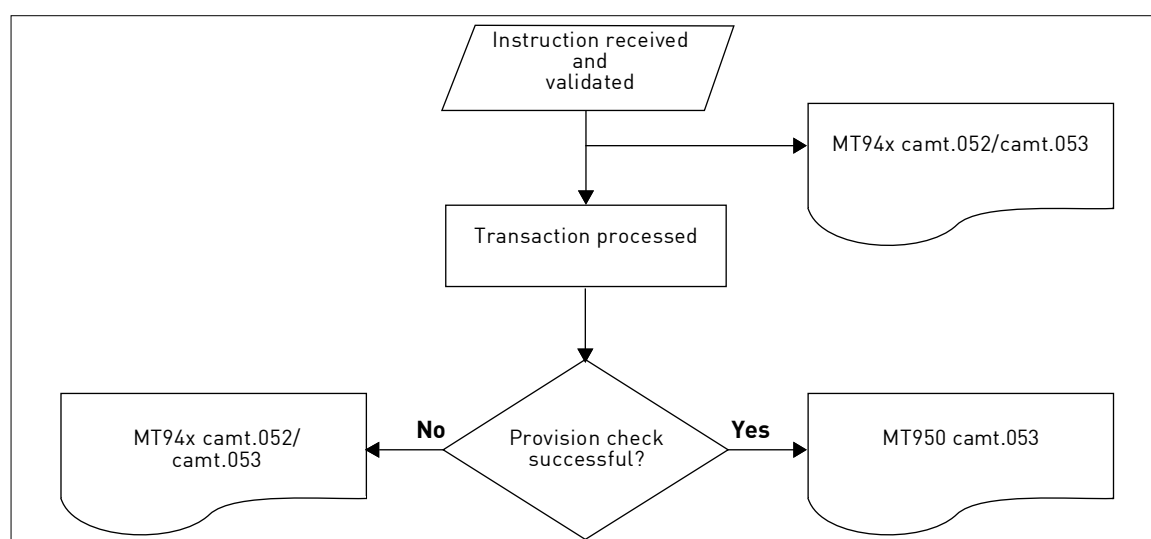 Instruction received
and
validated
MT94x camt.052/camt.053
Transaction processed
No
Yes
MT94x camt.052/
camt.053
Provision check
successful?
MT950 camt.053